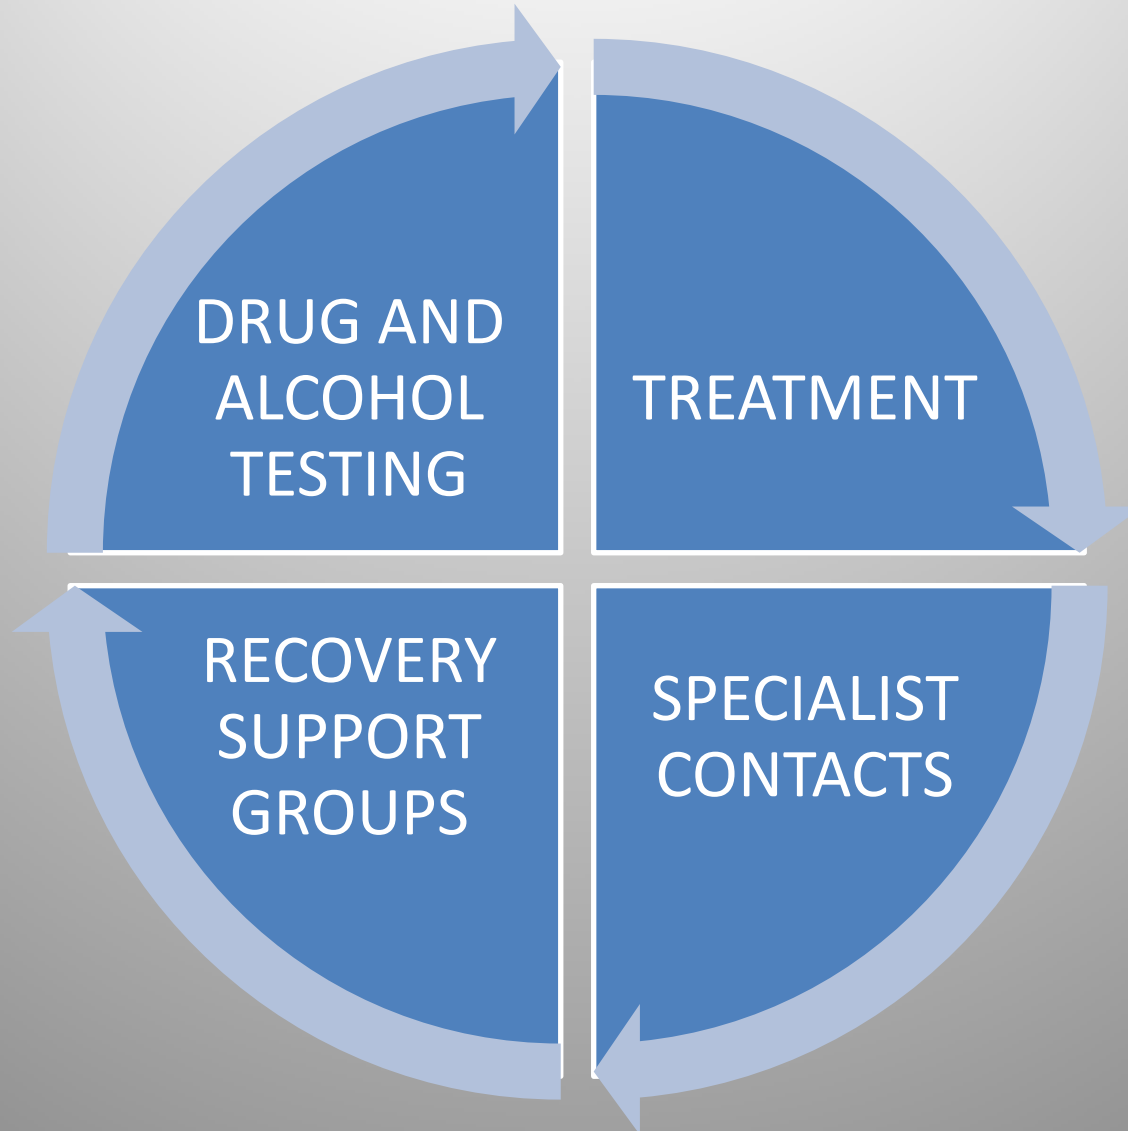 DRUG AND
ALCOHOL
TESTING
TREATMENT
RECOVERY
SUPPORT
GROUPS
SPECIALIST
CONTACTS